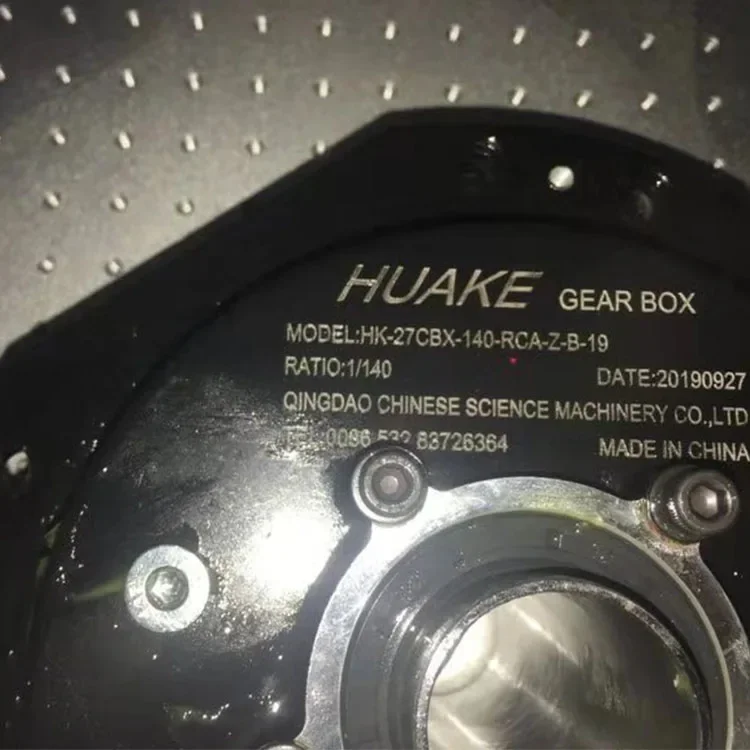 HUAKE GEAR BOX
MODEL:HK-27CBX-140-RCA-Z-B-19
RATIO:1/140 DATE:20190927
QINGDAO CHINESE SCIENCE MACHINERY CO.,LTD
TEL:0086 532 83726364 MADE IN CHINA